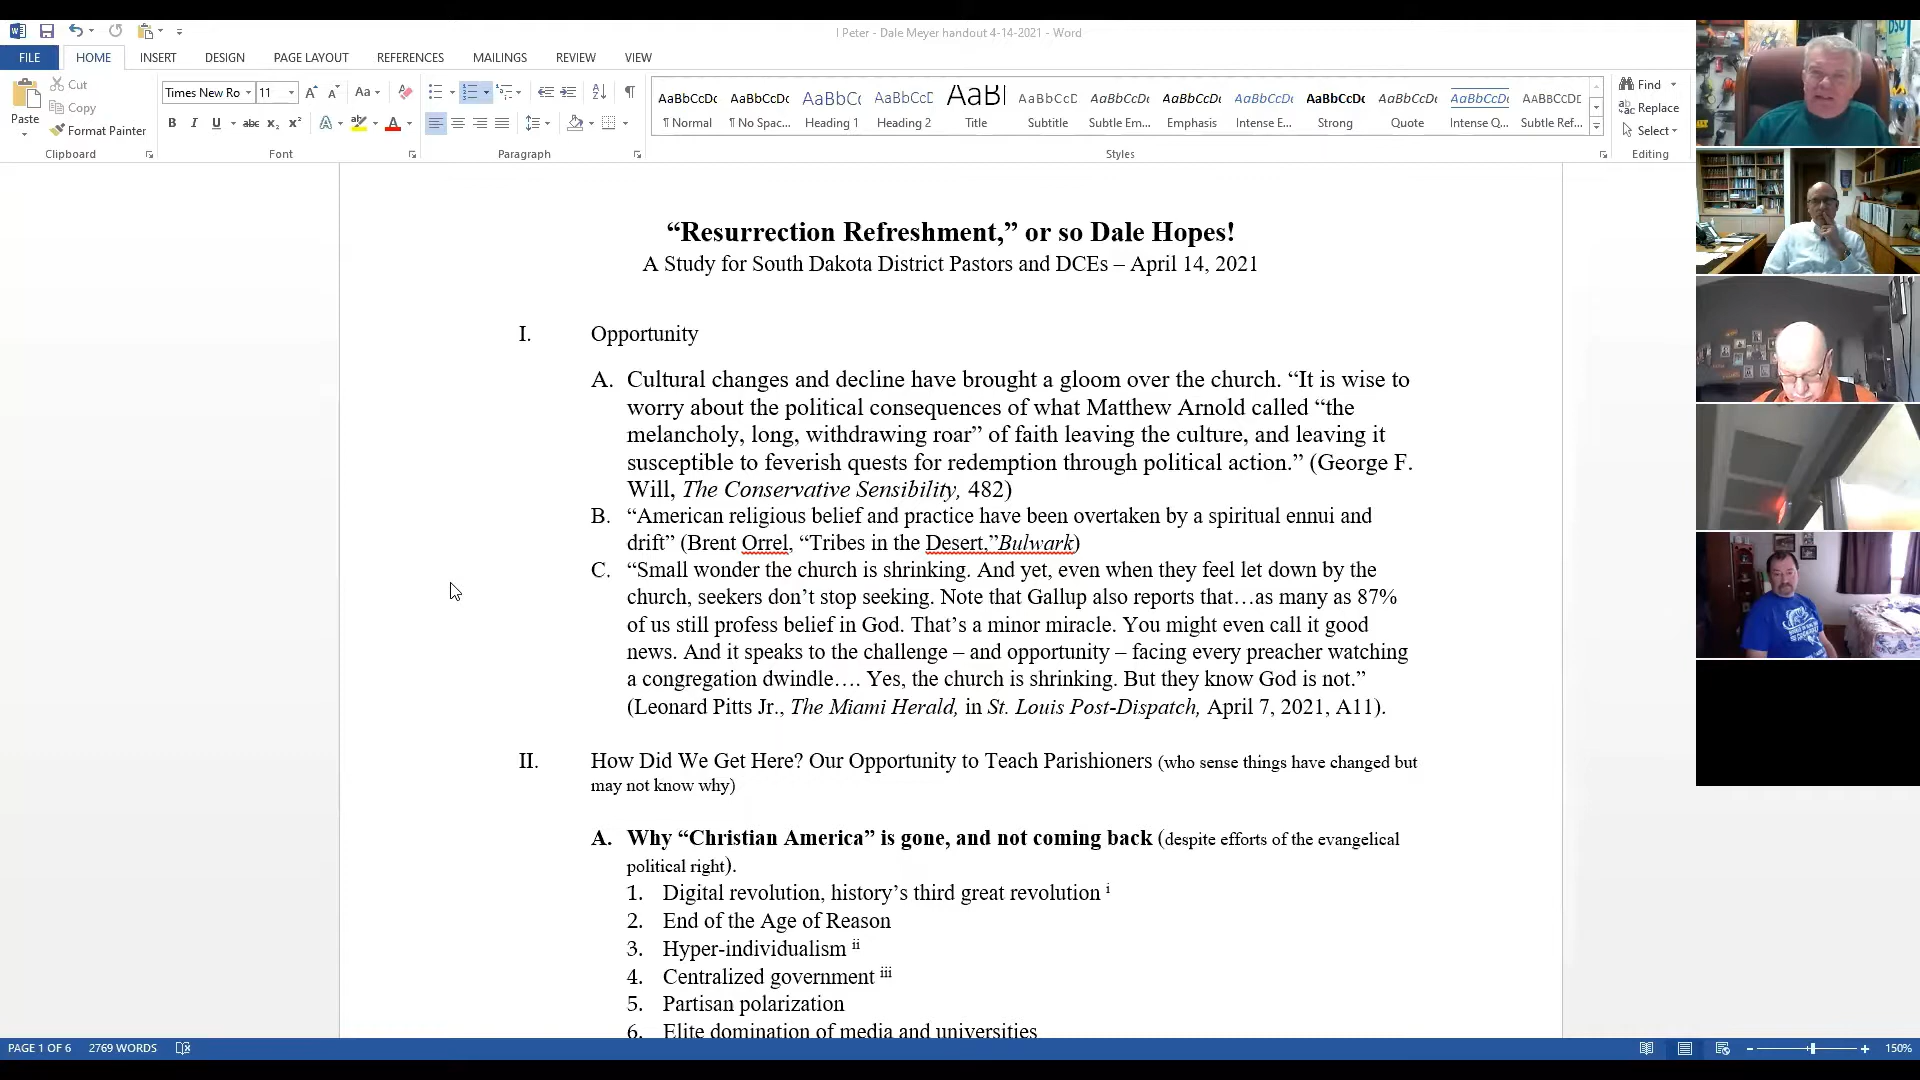 I Peter - Dale Meyer handout 4-14-2021 - Word
FILE HOME INSERT DESIGN PAGE LAYOUT REFERENCES MAILINGS REVIEW VIEW
Paste
Cut
Copy
Format Painter
Clipboard
Times New Ro 11
Font
Paragraph
AaBbCcDc AaBbCcDc AaBbCc AaBbCcD AaBl AaBbCcC AaBbCcDt AaBbCcDt AaBbCcDt AaBbCcDc AaBbCcDt AaBbCcDt AaBbCcDt
¶ Normal ¶ No Spac... Heading 1 Heading 2 Title Subtitle Subtle Em... Emphasis Intense E... Strong Quote Intense Q... Subtle Ref...
Styles
Find
Replace
Select
Editing
“Resurrection Refreshment,” or so Dale Hopes!
A Study for South Dakota District Pastors and DCEs – April 14, 2021
I. Opportunity
A. Cultural changes and decline have brought a gloom over the church. “It is wise to
worry about the political consequences of what Matthew Arnold called “the
melancholy, long, withdrawing roar” of faith leaving the culture, and leaving it
susceptible to feverish quests for redemption through political action.” (George F.
Will, The Conservative Sensibility, 482)
B. “American religious belief and practice have been overtaken by a spiritual ennui and
drift” (Brent Orrel, “Tribes in the Desert,”Bulwark)
C. “Small wonder the church is shrinking. And yet, even when they feel let down by the
church, seekers don’t stop seeking. Note that Gallup also reports that…as many as 87%
of us still profess belief in God. That’s a minor miracle. You might even call it good
news. And it speaks to the challenge – and opportunity – facing every preacher watching
a congregation dwindle…. Yes, the church is shrinking. But they know God is not.”
(Leonard Pitts Jr., The Miami Herald, in St. Louis Post-Dispatch, April 7, 2021, A11).
II. How Did We Get Here? Our Opportunity to Teach Parishioners (who sense things have changed but
may not know why)
A. Why “Christian America” is gone, and not coming back (despite efforts of the evangelical
political right).
1. Digital revolution, history’s third great revolution i
2. End of the Age of Reason
3. Hyper-individualism ii
4. Centralized government iii
5. Partisan polarization
6. Elite domination of media and universities
PAGE 1 OF 6 2769 WORDS 150%